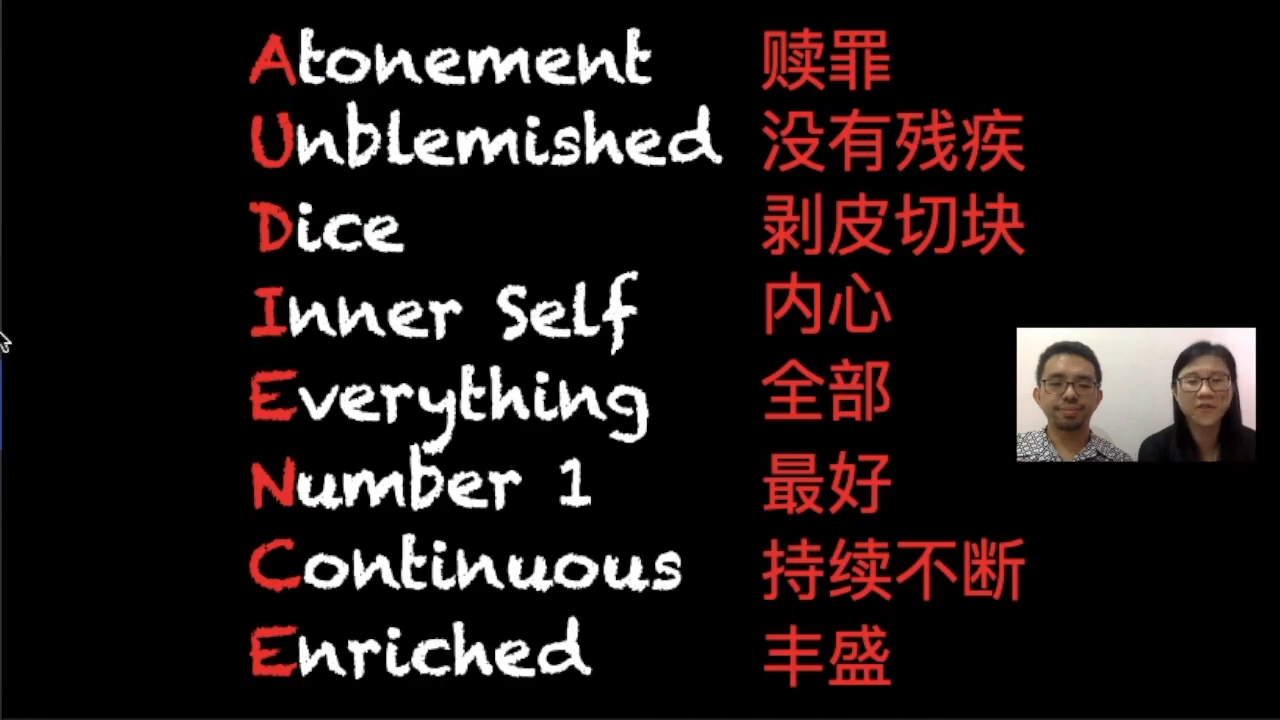 Atonement 赎罪
Unblemished 没有残疾
Dice 剥皮切块
Inner Self 内心
Everything 全部
Number 1 最好
Continuous 持续不断
Enriched 丰盛